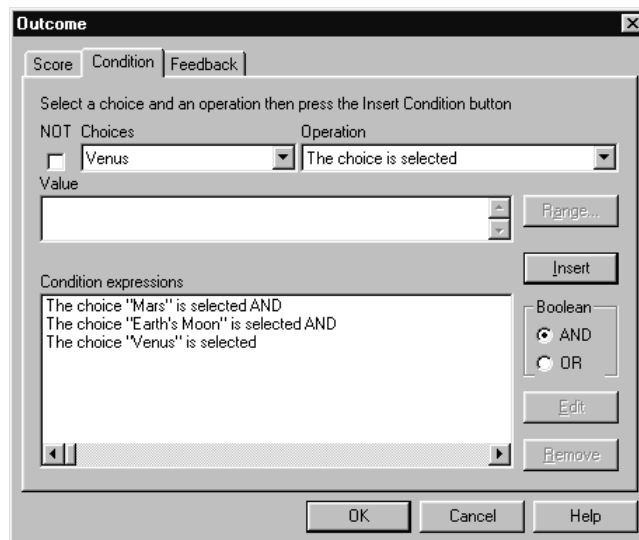 Outcome
Score Condition Feedback
Select a choice and an operation then press the Insert Condition button
NOT Choices Operation
Venus The choice is selected
Value
Range...
Insert
Condition expressions
The choice "Mars" is selected AND
The choice "Earth's Moon" is selected AND
The choice "Venus" is selected
Boolean
AND
OR
Edit
Remove
OK Cancel Help